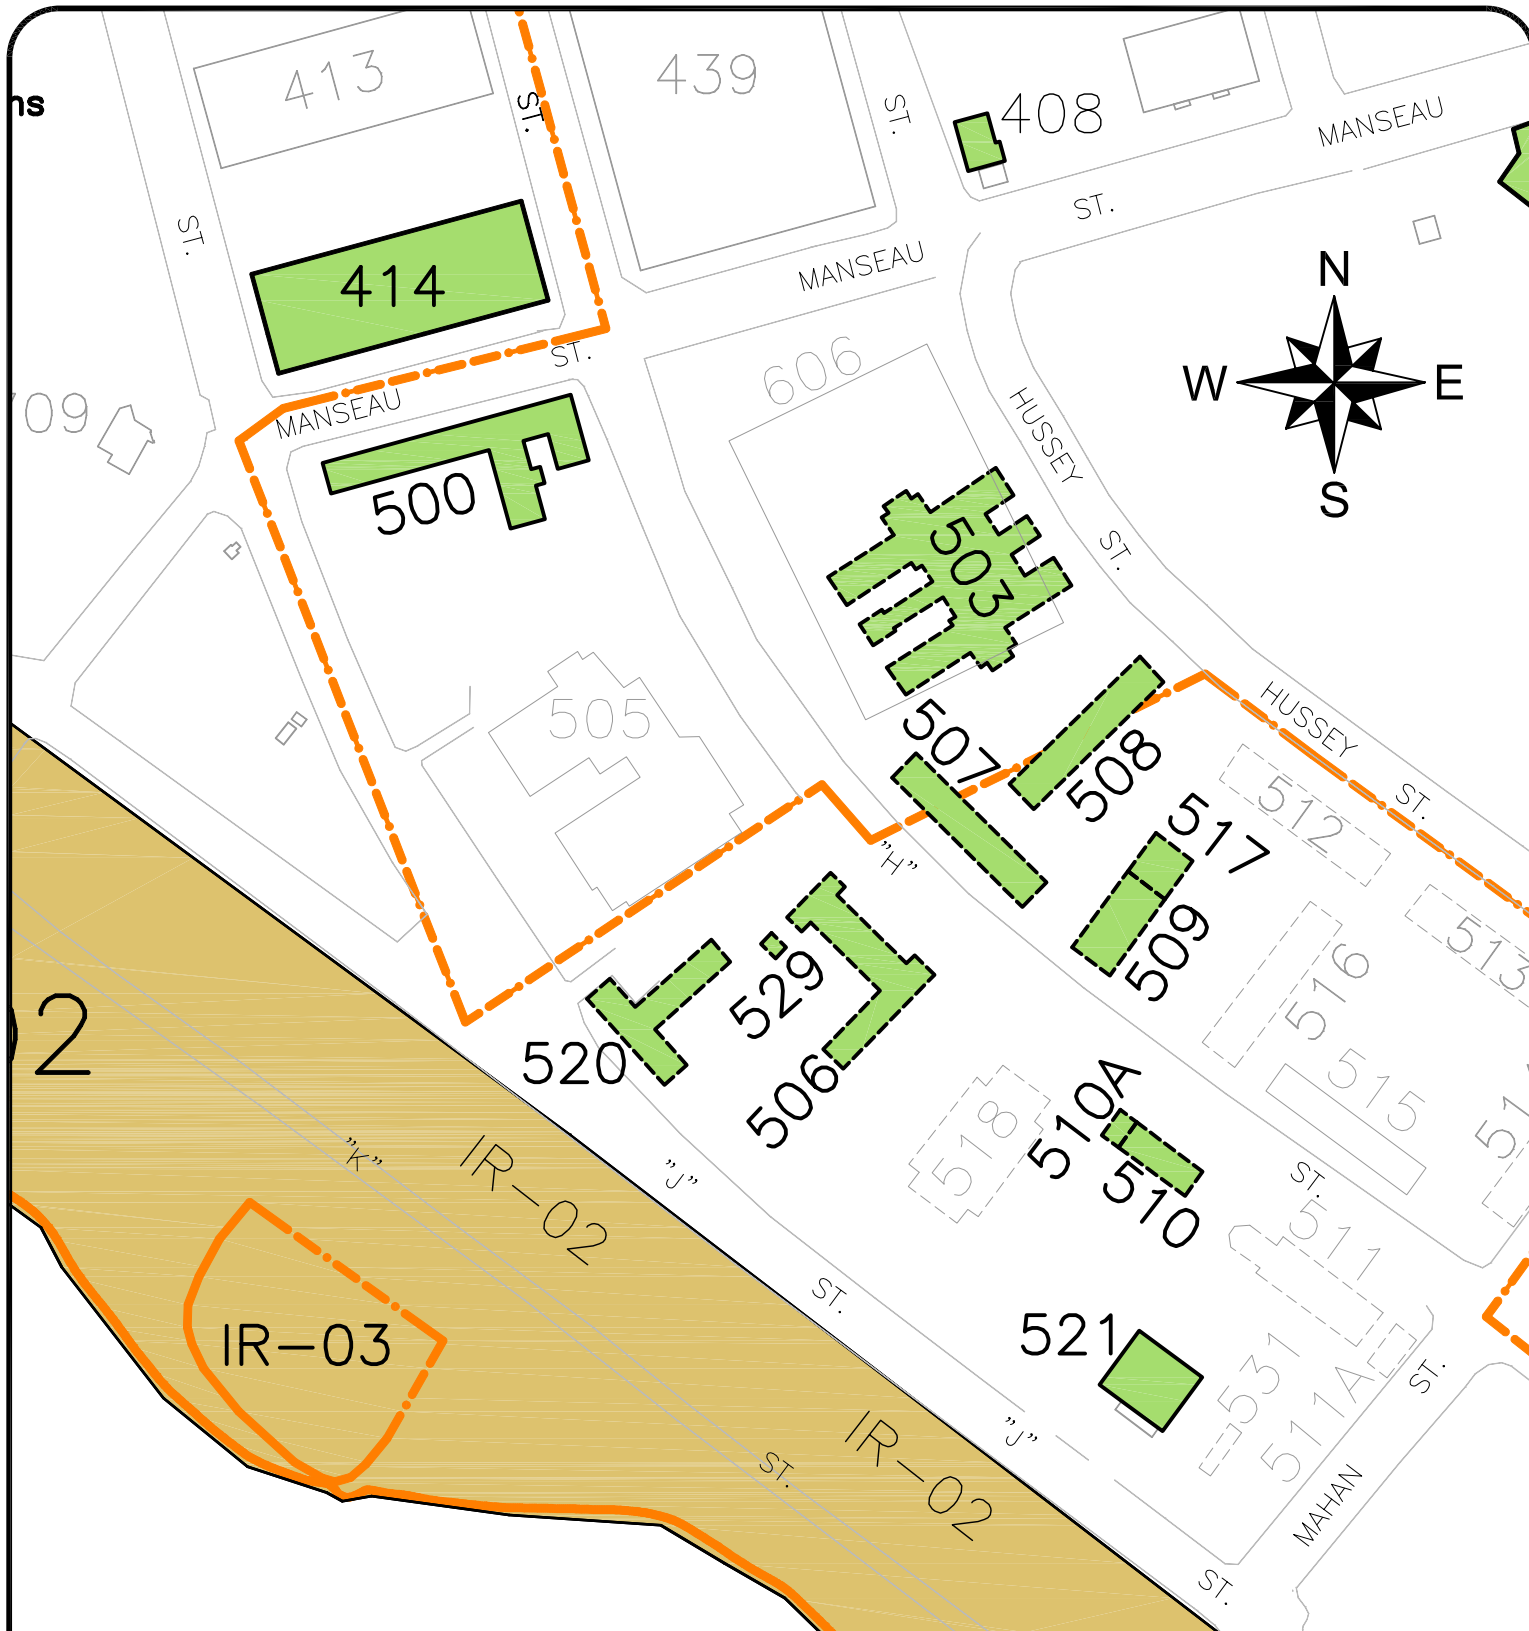 413
439
408
ns
ST.
ST.
MANSEAU
ST.
ST.
MANSEAU
N
414
606
ST.
W
E
MANSEAU
HUSSEY
709
500
S
503
ST.
505
507
HUSSEY
508
ST.
512
517
"H"
509
513
529
516
2
520
506
515
510A
518
510
"K"
IR-02
"J"
ST.
511
ST.
521
IR-03
531
511A
ST.
IR-02
"J"
ST.
MAHAN
ST.